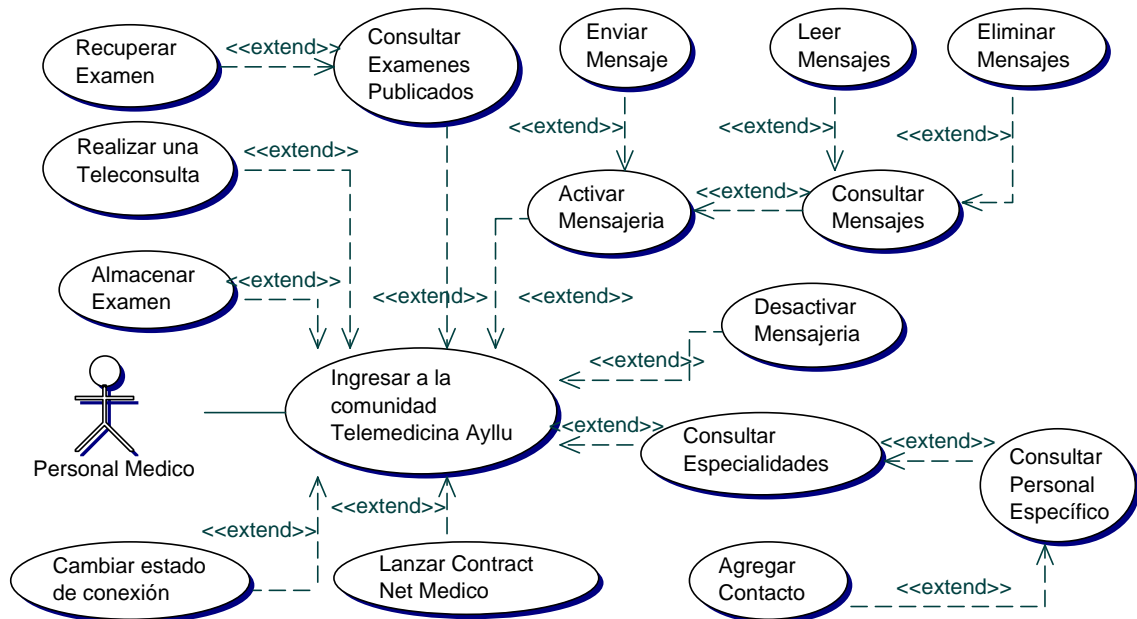 Recuperar
Examen
<<extend>>
Consultar
Examenes
Publicados
Enviar
Mensaje
Leer
Mensajes
Eliminar
Mensajes
<<extend>>
<<extend>>
<<extend>>
Realizar una
Teleconsulta
<<extend>>
Activar
Mensajeria
<<extend>>
Consultar
Mensajes
Almacenar
Examen
<<extend>>
<<extend>>
<<extend>>
Desactivar
Mensajeria
<<extend>>
Ingresar a la
comunidad
Telemedicina Ayllu
Personal Medico
<<extend>>
Consultar
Especialidades
<<extend>>
Consultar
Personal
Específico
<<extend>>
<<extend>>
Cambiar estado
de conexión
Lanzar Contract
Net Medico
Agregar
Contacto
<<extend>>